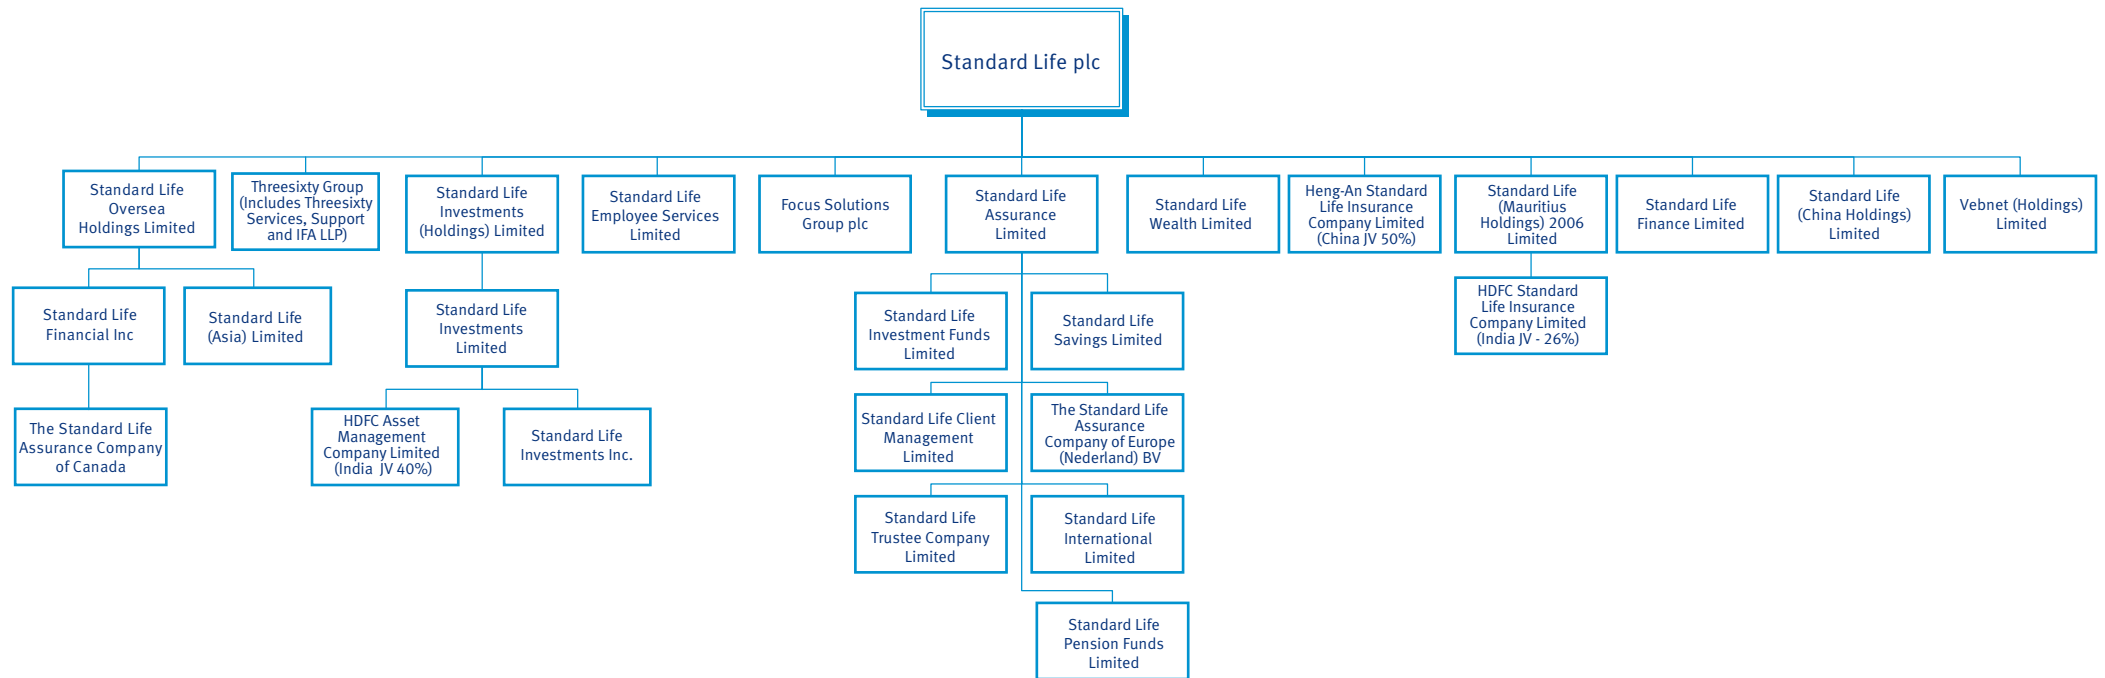 Standard Life plc
Standard Life
Oversea
Holdings Limited
Threesixty Group
(Includes Threesixty
Services, Support
and IFA LLP)
Standard Life
Investments
(Holdings) Limited
Standard Life
Employee Services
Limited
Focus Solutions
Group plc
Standard Life
Assurance
Limited
Standard Life
Wealth Limited
Heng-An Standard
Life Insurance
Company Limited
(China JV 50%)
Standard Life
(Mauritius
Holdings) 2006
Limited
Standard Life
Finance Limited
Standard Life
(China Holdings)
Limited
Vebnet (Holdings)
Limited
Standard Life
Financial Inc
Standard Life
(Asia) Limited
Standard Life
Investments
Limited
Standard Life
Investment Funds
Limited
Standard Life
Savings Limited
HDFC Standard
Life Insurance
Company Limited
(India JV - 26%)
The Standard Life
Assurance Company
of Canada
HDFC Asset
Management
Company Limited
(India JV 40%)
Standard Life
Investments Inc.
Standard Life Client
Management
Limited
The Standard Life
Assurance
Company of Europe
(Nederland) BV
Standard Life
Trustee Company
Limited
Standard Life
International
Limited
Standard Life
Pension Funds
Limited